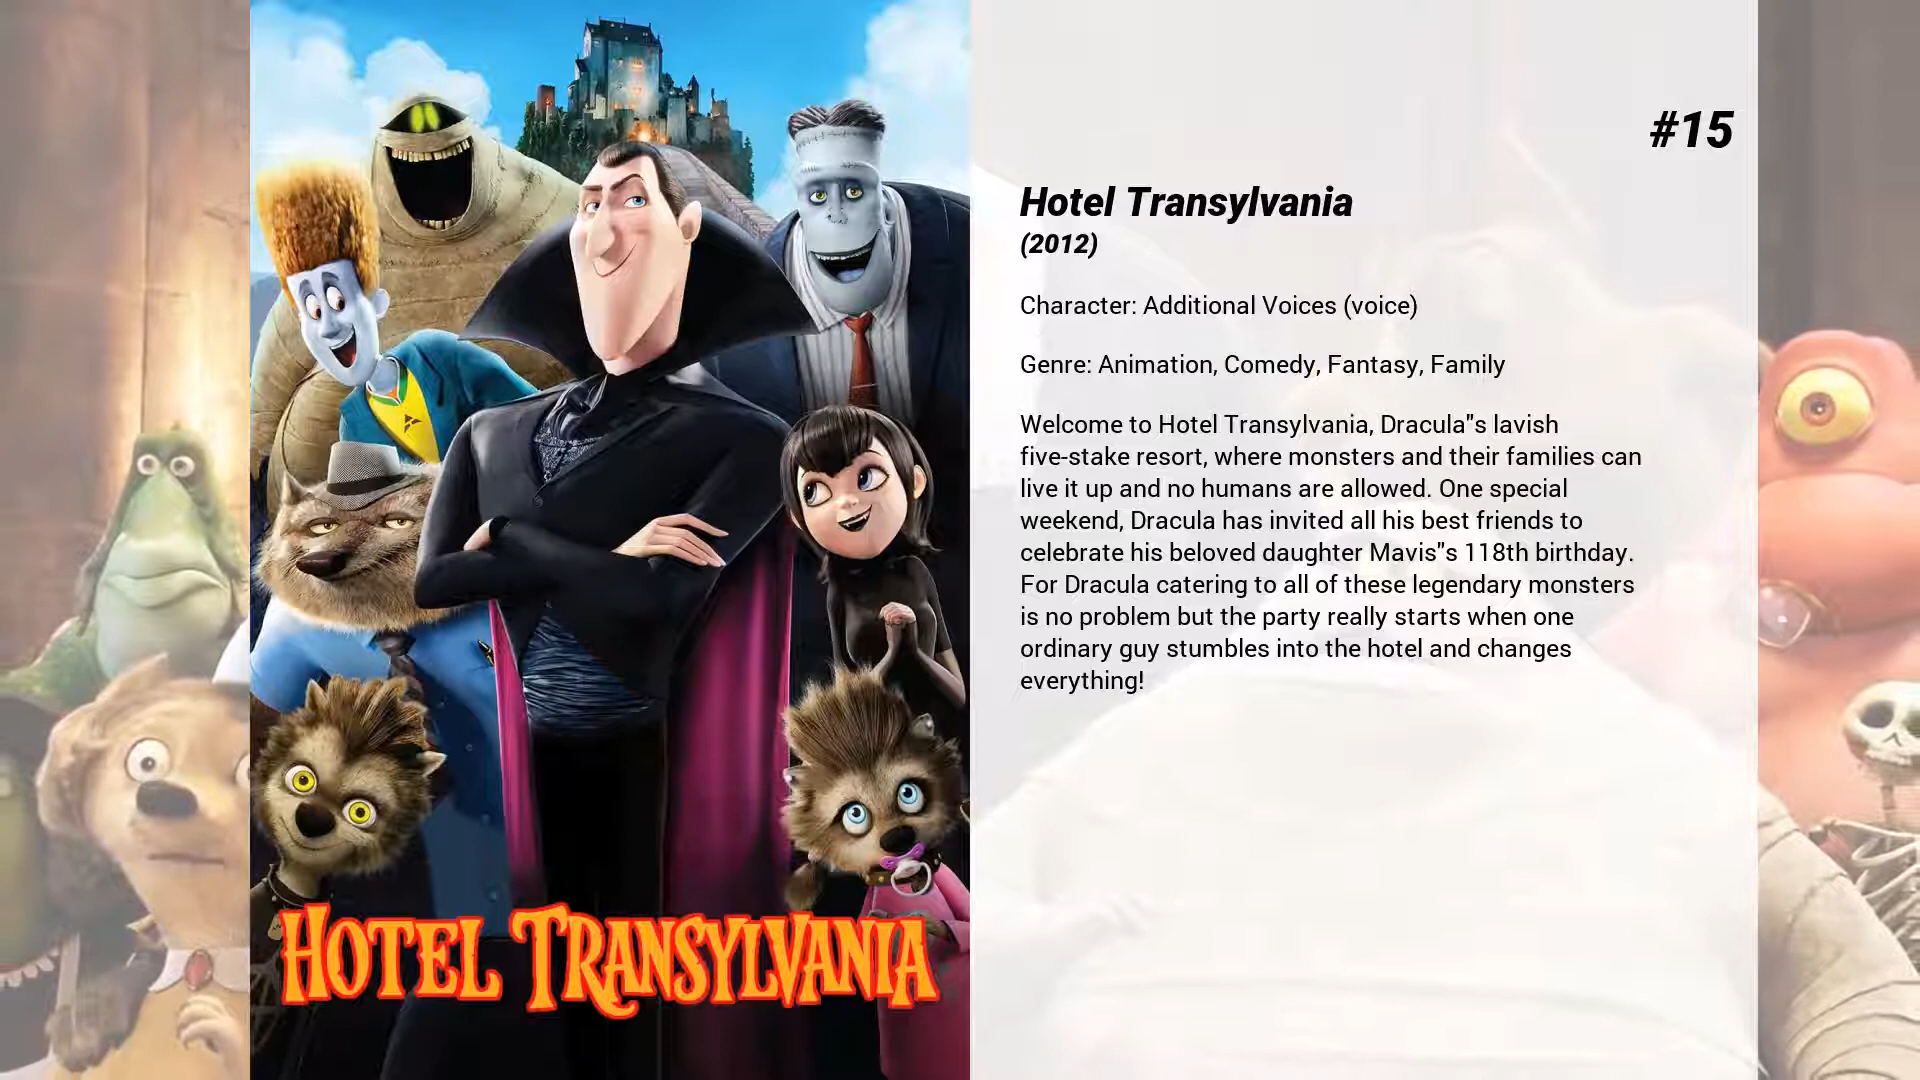 HOTEL TRANSYLVANIA
#15
Hotel Transylvania
(2012)
Character: Additional Voices (voice)
Genre: Animation, Comedy, Fantasy, Family
Welcome to Hotel Transylvania, Dracula"s lavish
five-stake resort, where monsters and their families can
live it up and no humans are allowed. One special
weekend, Dracula has invited all his best friends to
celebrate his beloved daughter Mavis"s 118th birthday.
For Dracula catering to all of these legendary monsters
is no problem but the party really starts when one
ordinary guy stumbles into the hotel and changes
everything!